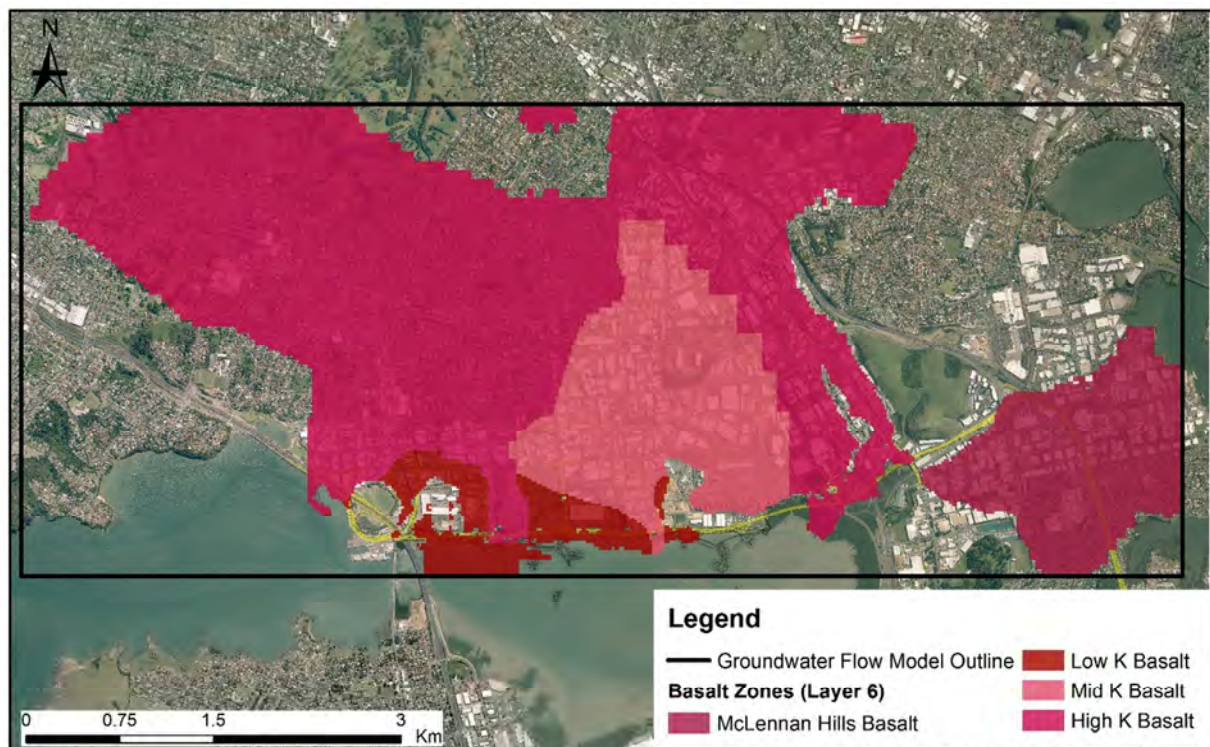 N
Legend
Groundwater Flow Model Outline
Basalt Zones (Layer 6)
McLennan Hills Basalt
Low K Basalt
Mid K Basalt
High K Basalt
0 0.75 1.5 3
Km